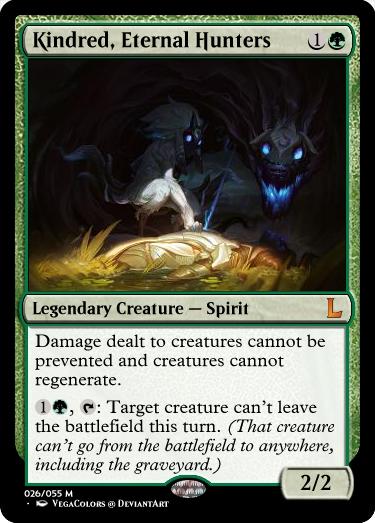 Kindred, Eternal Hunters 1
Legendary Creature — Spirit L
Damage dealt to creatures cannot be
prevented and creatures cannot
regenerate.
1 , : Target creature can't leave
the battlefield this turn. (That creature
can't go from the battlefield to anywhere,
including the graveyard.)
2/2
026/055 M
· VegaColors @ DeviantArt